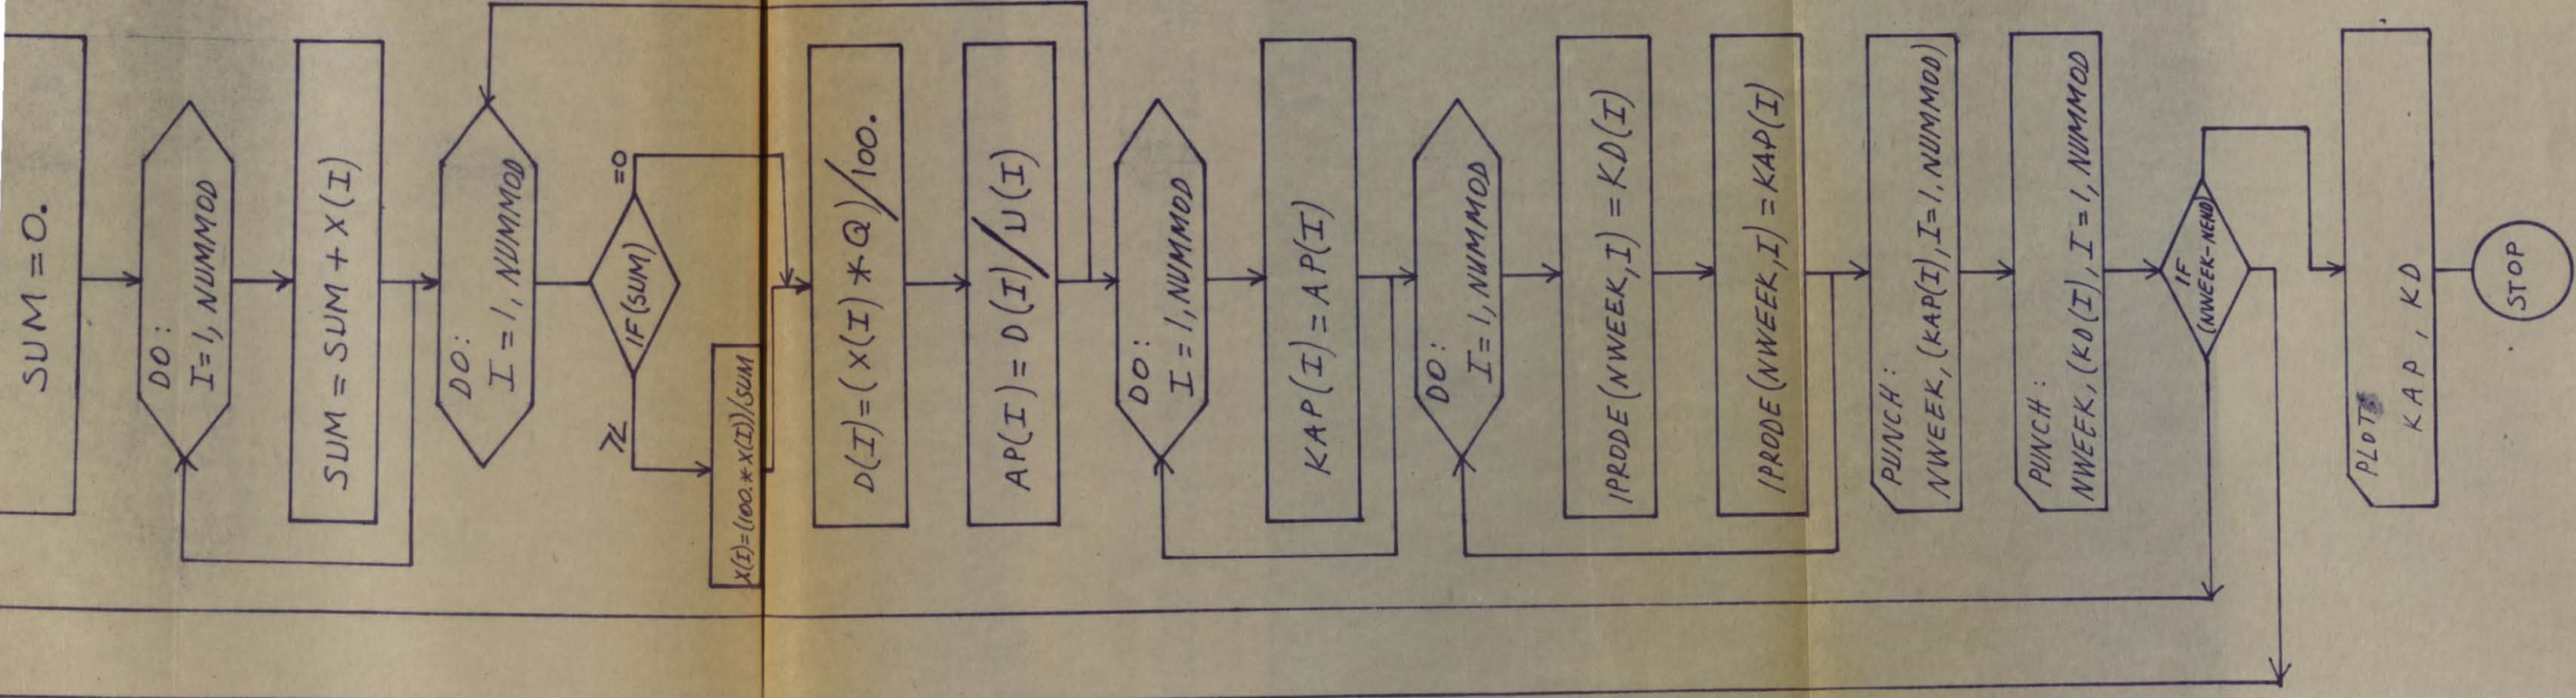 SUM = 0.
DO:
I = 1, NUMMOD
SUM = SUM + X(I)
DO:
I = 1, NUMMOD
IF (SUM)
=0
≷
X(I)=(100.*X(I))/SUM
D(I)=(X(I)*Q)/100.
AP(I)=D(I)/U(I)
DO:
I = 1, NUMMOD
KAP(I) = AP(I)
DO:
I = 1, NUMMOD
IPRODE(NWEEK,I) = KD(I)
IPRODE(NWEEK,I) = KAP(I)
PUNCH:
NWEEK, (KAP(I), I=1, NUMMOD)
PUNCH:
NWEEK, (KD(I), I=1, NUMMOD
IF
(NWEEK-NEND)
PLOT
KAP, KD
STOP